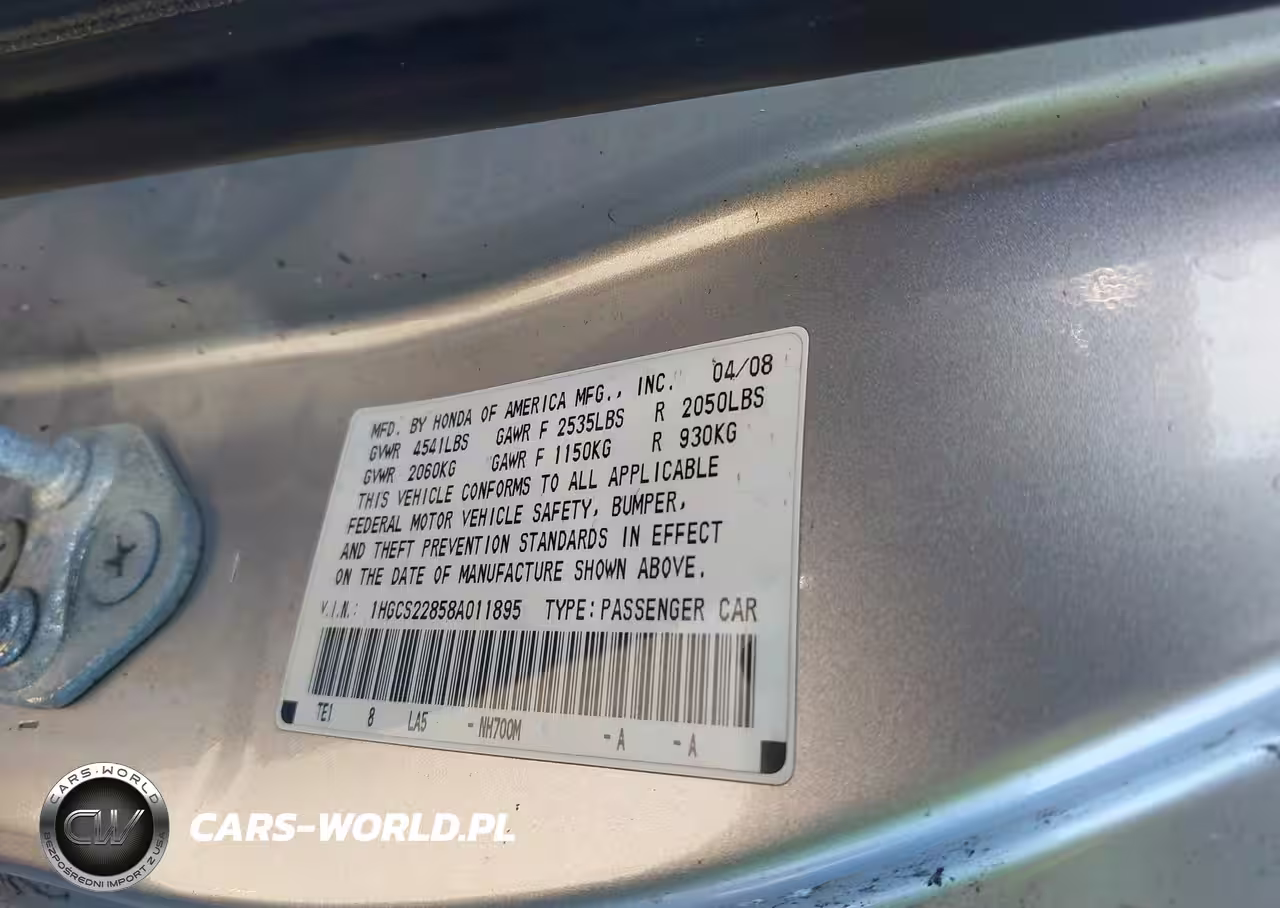 MFD. BY HONDA OF AMERICA MFG., INC. 04/08
GVWR 4541LBS GAWR F 2535LBS R 2050LBS
GVWR 2060KG GAWR F 1150KG R 930KG
THIS VEHICLE CONFORMS TO ALL APPLICABLE
FEDERAL MOTOR VEHICLE SAFETY, BUMPER,
AND THEFT PREVENTION STANDARDS IN EFFECT
ON THE DATE OF MANUFACTURE SHOWN ABOVE.
V.I.N.: 1HGCS22858A011895 TYPE: PASSENGER CAR
TE1 8 LA5 - NH700M - A - A
CARS-WORLD
CW
BEZPOŚREDNI IMPORT Z USA
CARS-WORLD.PL